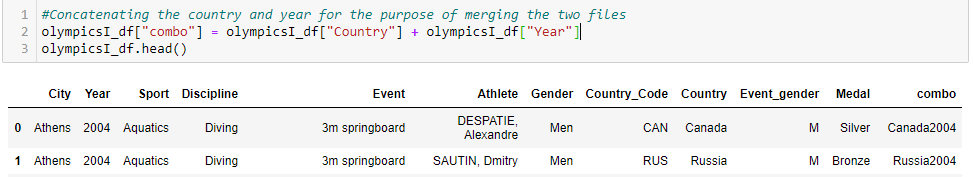 1 #Concatenating the country and year for the purpose of merging the two files
2 olympicsI_df["combo"] = olympicsI_df["Country"] + olympicsI_df["Year"]
3 olympicsI_df.head()
City Year Sport Discipline Event Athlete Gender Country_Code Country Event_gender Medal combo
0 Athens 2004 Aquatics Diving 3m springboard DESPATIE, Alexandre Men CAN Canada M Silver Canada2004
1 Athens 2004 Aquatics Diving 3m springboard SAUTIN, Dmitry Men RUS Russia M Bronze Russia2004